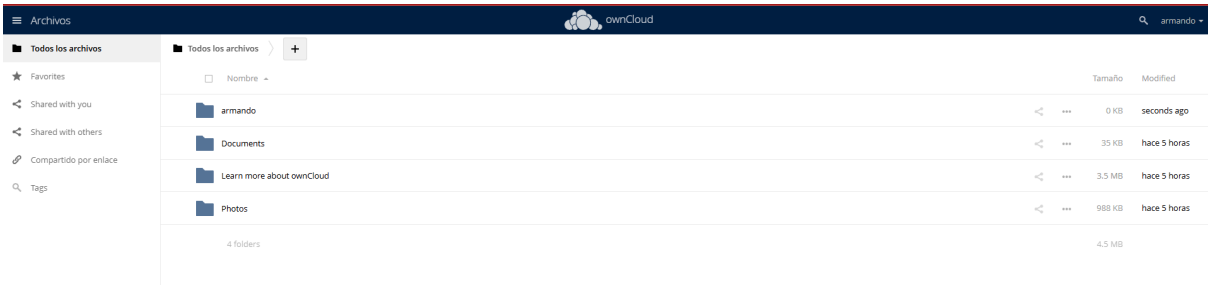 Archivos
ownCloud
armando
Todos los archivos
Favorites
Shared with you
Shared with others
Compartido por enlace
Tags
Todos los archivos +
Nombre Tamaño Modified
armando 0 KB seconds ago
Documents 35 KB hace 5 horas
Learn more about ownCloud 3.5 MB hace 5 horas
Photos 988 KB hace 5 horas
4 folders 4.5 MB